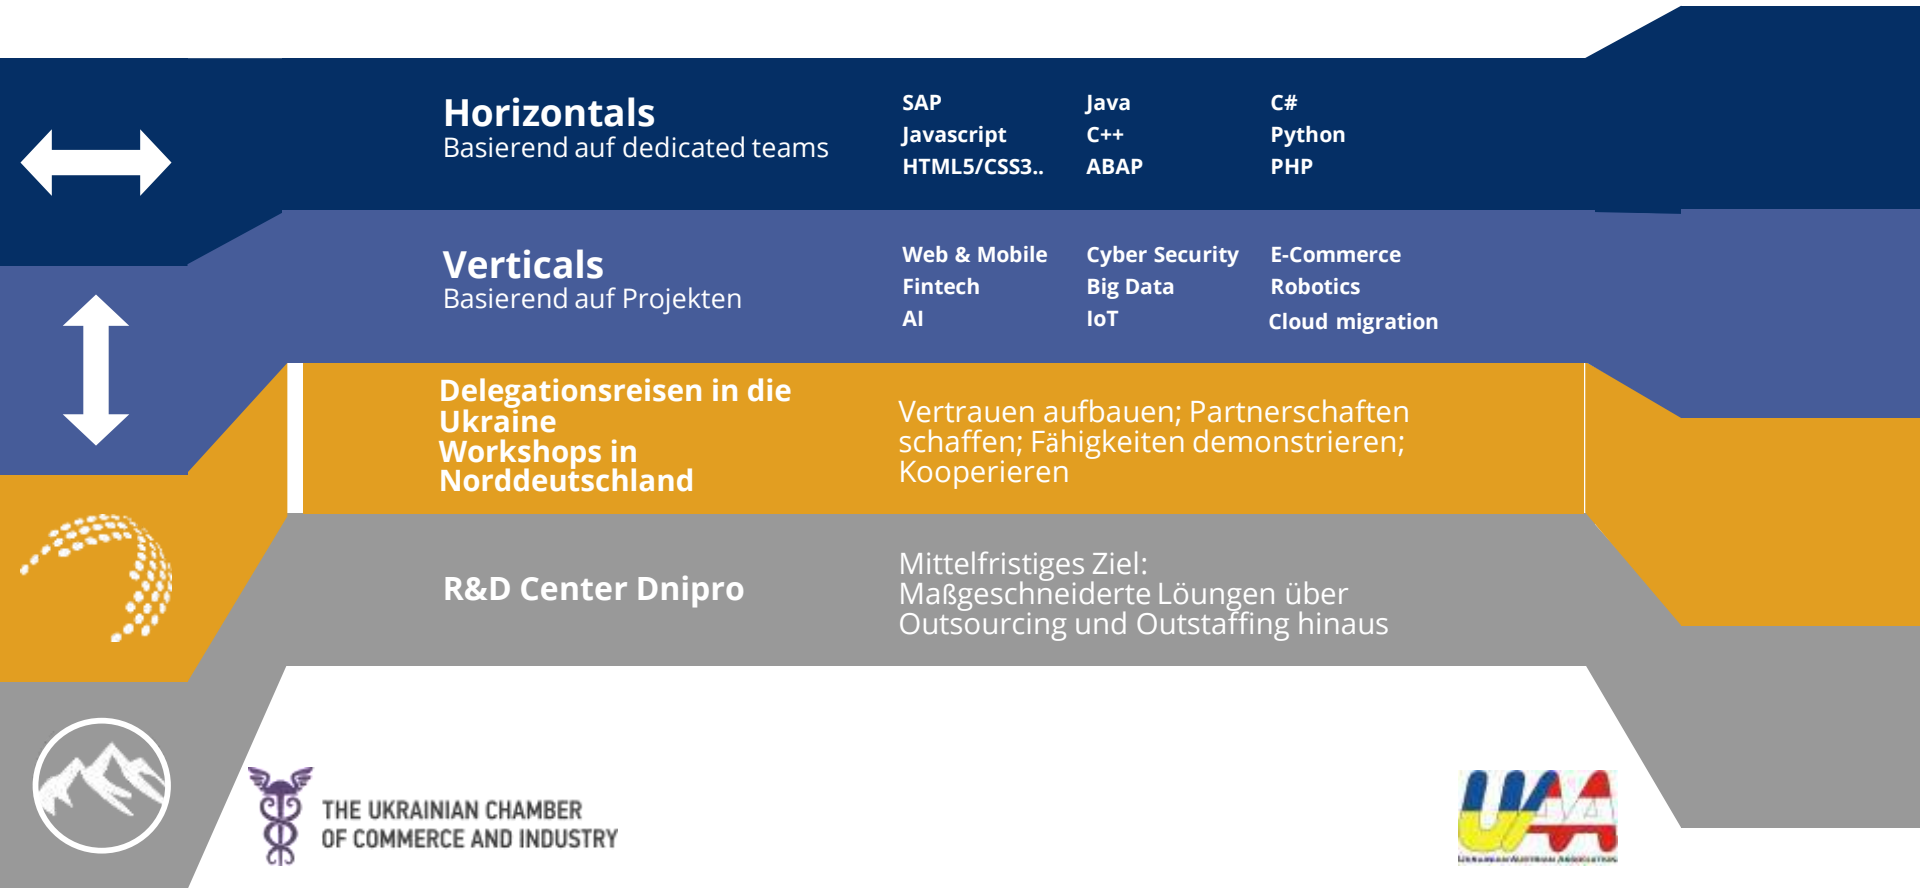 Horizontals
Basierend auf dedicated teams
SAP Java C#
Javascript C++ Python
HTML5/CSS3.. ABAP PHP
Verticals
Basierend auf Projekten
Web & Mobile Cyber Security E-Commerce
Fintech Big Data Robotics
AI IoT Cloud migration
Delegationsreisen in die
Ukraine
Workshops in
Norddeutschland
Vertrauen aufbauen; Partnerschaften
schaffen; Fähigkeiten demonstrieren;
Kooperieren
R&D Center Dnipro
Mittelfristiges Ziel:
Maßgeschneiderte Löungen über
Outsourcing und Outstaffing hinaus
THE UKRAINIAN CHAMBER
OF COMMERCE AND INDUSTRY
UAA
UKRAINIAN AUSTRIAN ASSOCIATION